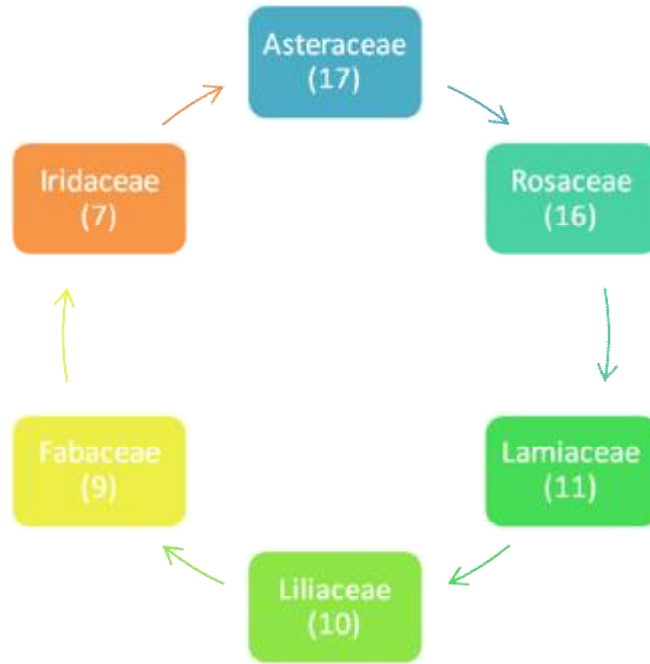 Asteraceae
(17)
Rosaceae
(16)
Lamiaceae
(11)
Liliaceae
(10)
Fabaceae
(9)
Iridaceae
(7)